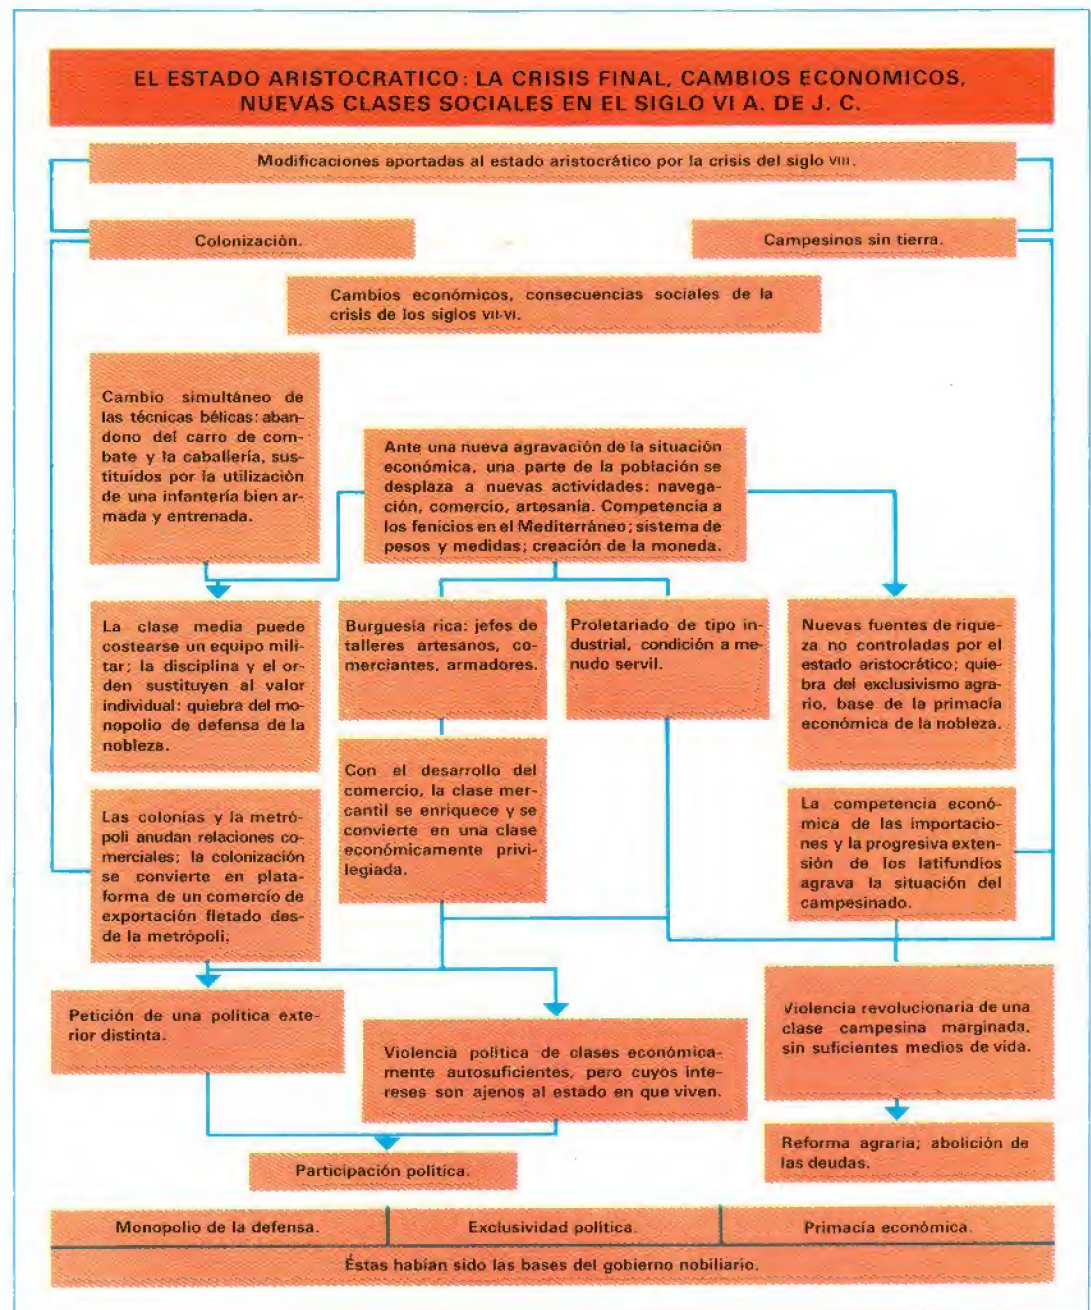 EL ESTADO ARISTOCRATICO: LA CRISIS FINAL, CAMBIOS ECONOMICOS,
NUEVAS CLASES SOCIALES EN EL SIGLO VI A. DE J. C.
Modificaciones aportadas al estado aristocrático por la crisis del siglo VIII.
Colonización.
Campesinos sin tierra.
Cambios económicos, consecuencias sociales de la
crisis de los siglos VII-VI.
Cambio simultáneo de
las técnicas bélicas: aban-
dono del carro de com-
bate y la caballería, sus-
tituidos por la utilización
de una infantería bien ar-
mada y entrenada.
Ante una nueva agravación de la situación
económica, una parte de la población se
desplaza a nuevas actividades: navega-
ción, comercio, artesanía. Competencia a
los fenicios en el Mediterráneo; sistema de
pesos y medidas; creación de la moneda.
La clase media puede
costearse un equipo mili-
tar; la disciplina y el or-
den sustituyen al valor
individual: quiebra del mo-
nopolio de defensa de la
nobleza.
Burguesía rica: jefes de
talleres artesanos, co-
merciantes, armadores.
Proletariado de tipo in-
dustrial, condición a me-
nudo servil.
Nuevas fuentes de rique-
za no controladas por el
estado aristocrático; quie-
bra del exclusivismo agra-
rio, base de la primacía
económica de la nobleza.
Con el desarrollo del
comercio, la clase mer-
cantil se enriquece y se
convierte en una clase
económicamente privi-
legiada.
Las colonias y la metró-
poli anudan relaciones co-
merciales; la colonización
se convierte en plata-
forma de un comercio de
exportación fletado des-
de la metrópoli.
La competencia econó-
mica de las importacio-
nes y la progresiva exten-
sión de los latifundios
agrava la situación del
campesinado.
Petición de una política exte-
rior distinta.
Violencia política de clases económica-
mente autosuficientes, pero cuyos inte-
reses son ajenos al estado en que viven.
Violencia revolucionaria de una
clase campesina marginada,
sin suficientes medios de vida.
Participación política.
Reforma agraria; abolición de
las deudas.
Monopolio de la defensa.
Exclusividad política.
Primacía económica.
Éstas habían sido las bases del gobierno nobiliario.